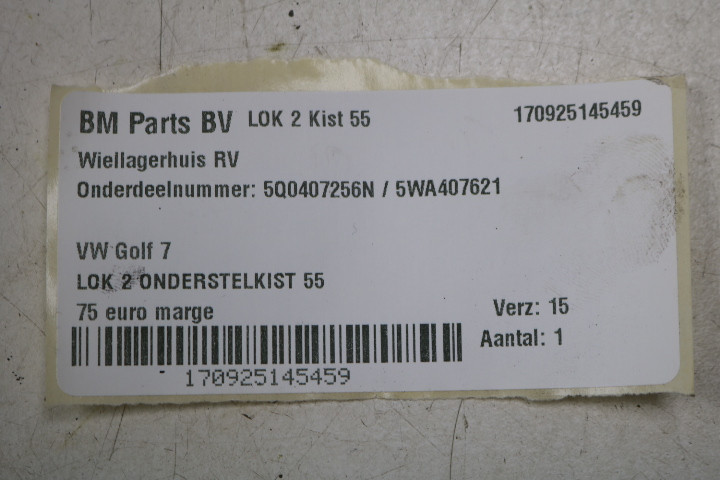 BM Parts BV LOK 2 Kist 55 170925145459
Wiellagerhuis RV
Onderdeelnummer: 5Q0407256N / 5WA407621
VW Golf 7
LOK 2 ONDERSTELKIST 55
75 euro marge Verz: 15
Aantal: 1
170925145459